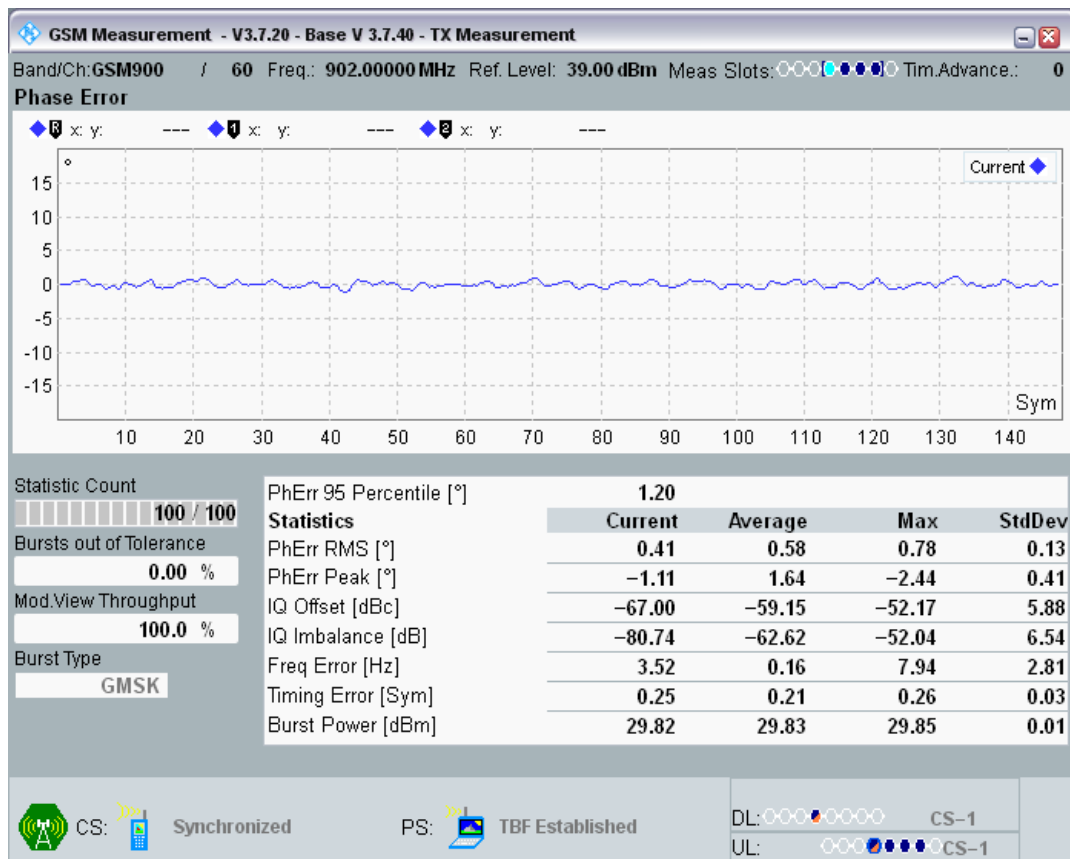 GSM Measurement - V3.7.20 - Base V 3.7.40 - TX Measurement
Band/Ch:GSM900 / 60 Freq.: 902.00000 MHz Ref. Level: 39.00 dBm Meas Slots: Tim.Advance.: 0
Phase Error
R x: y: --- 1 x: y: --- 2 x: y: ---
°
Current
15
10
5
0
-5
-10
-15
Sym
10 20 30 40 50 60 70 80 90 100 110 120 130 140
Statistic Count
100 / 100
Bursts out of Tolerance
0.00 %
Mod.View Throughput
100.0 %
Burst Type
GMSK
PhErr 95 Percentile [°] 1.20
Statistics Current Average Max StdDev
PhErr RMS [°] 0.41 0.58 0.78 0.13
PhErr Peak [°] −1.11 1.64 −2.44 0.41
IQ Offset [dBc] −67.00 −59.15 −52.17 5.88
IQ Imbalance [dB] −80.74 −62.62 −52.04 6.54
Freq Error [Hz] 3.52 0.16 7.94 2.81
Timing Error [Sym] 0.25 0.21 0.26 0.03
Burst Power [dBm] 29.82 29.83 29.85 0.01
CS: Synchronized PS: TBF Established
DL: CS−1
UL: CS−1